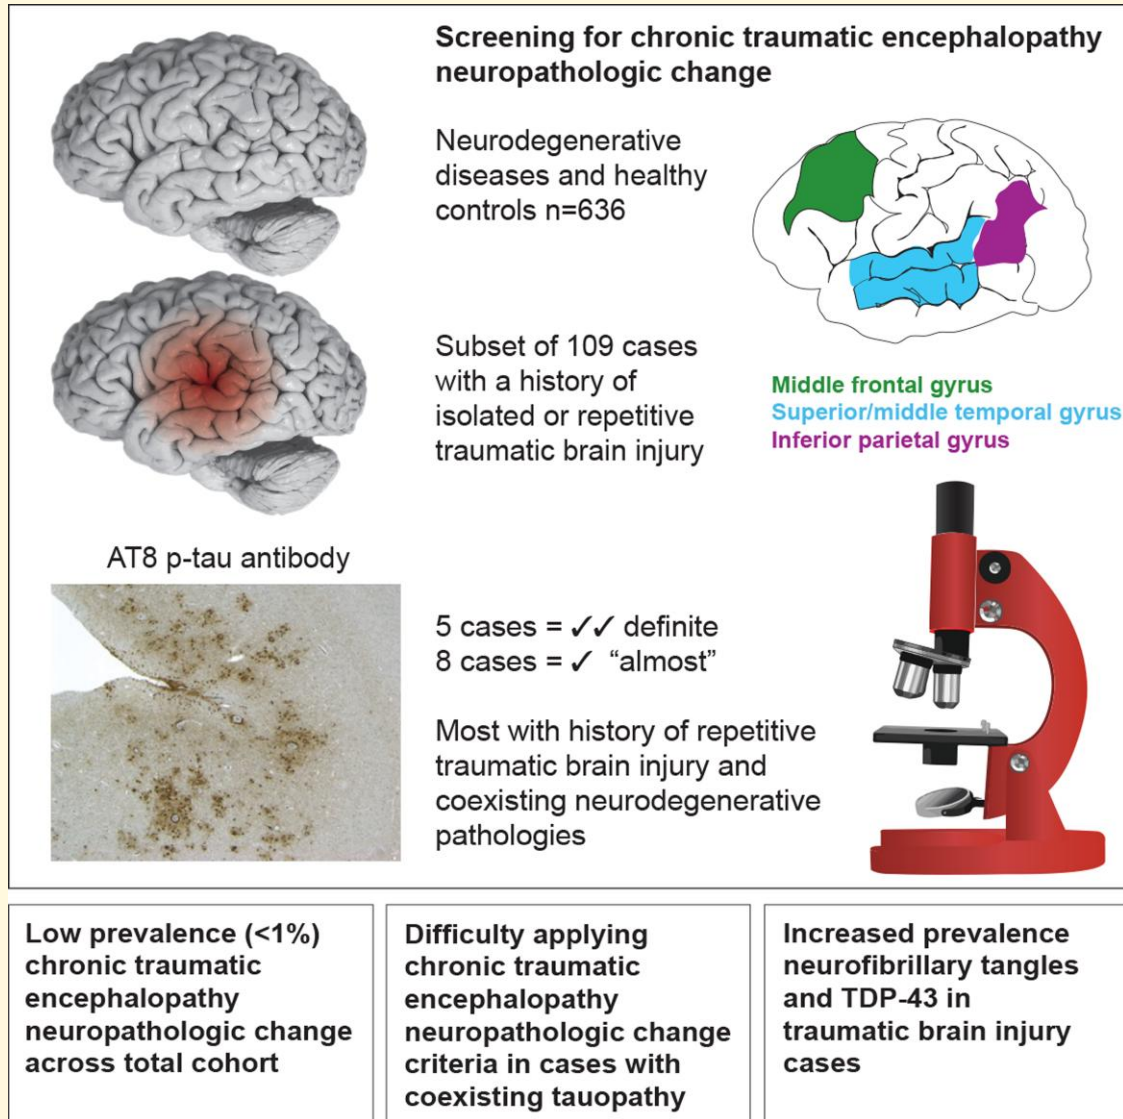 Screening for chronic traumatic encephalopathy
neuropathologic change
Neurodegenerative
diseases and healthy
controls n=636
Subset of 109 cases
with a history of
isolated or repetitive
traumatic brain injury
Middle frontal gyrus
Superior/middle temporal gyrus
Inferior parietal gyrus
AT8 p-tau antibody
5 cases = ✓✓ definite
8 cases = ✓ “almost”
Most with history of repetitive
traumatic brain injury and
coexisting neurodegenerative
pathologies
Low prevalence (<1%)
chronic traumatic
encephalopathy
neuropathologic change
across total cohort
Difficulty applying
chronic traumatic
encephalopathy
neuropathologic change
criteria in cases with
coexisting tauopathy
Increased prevalence
neurofibrillary tangles
and TDP-43 in
traumatic brain injury
cases